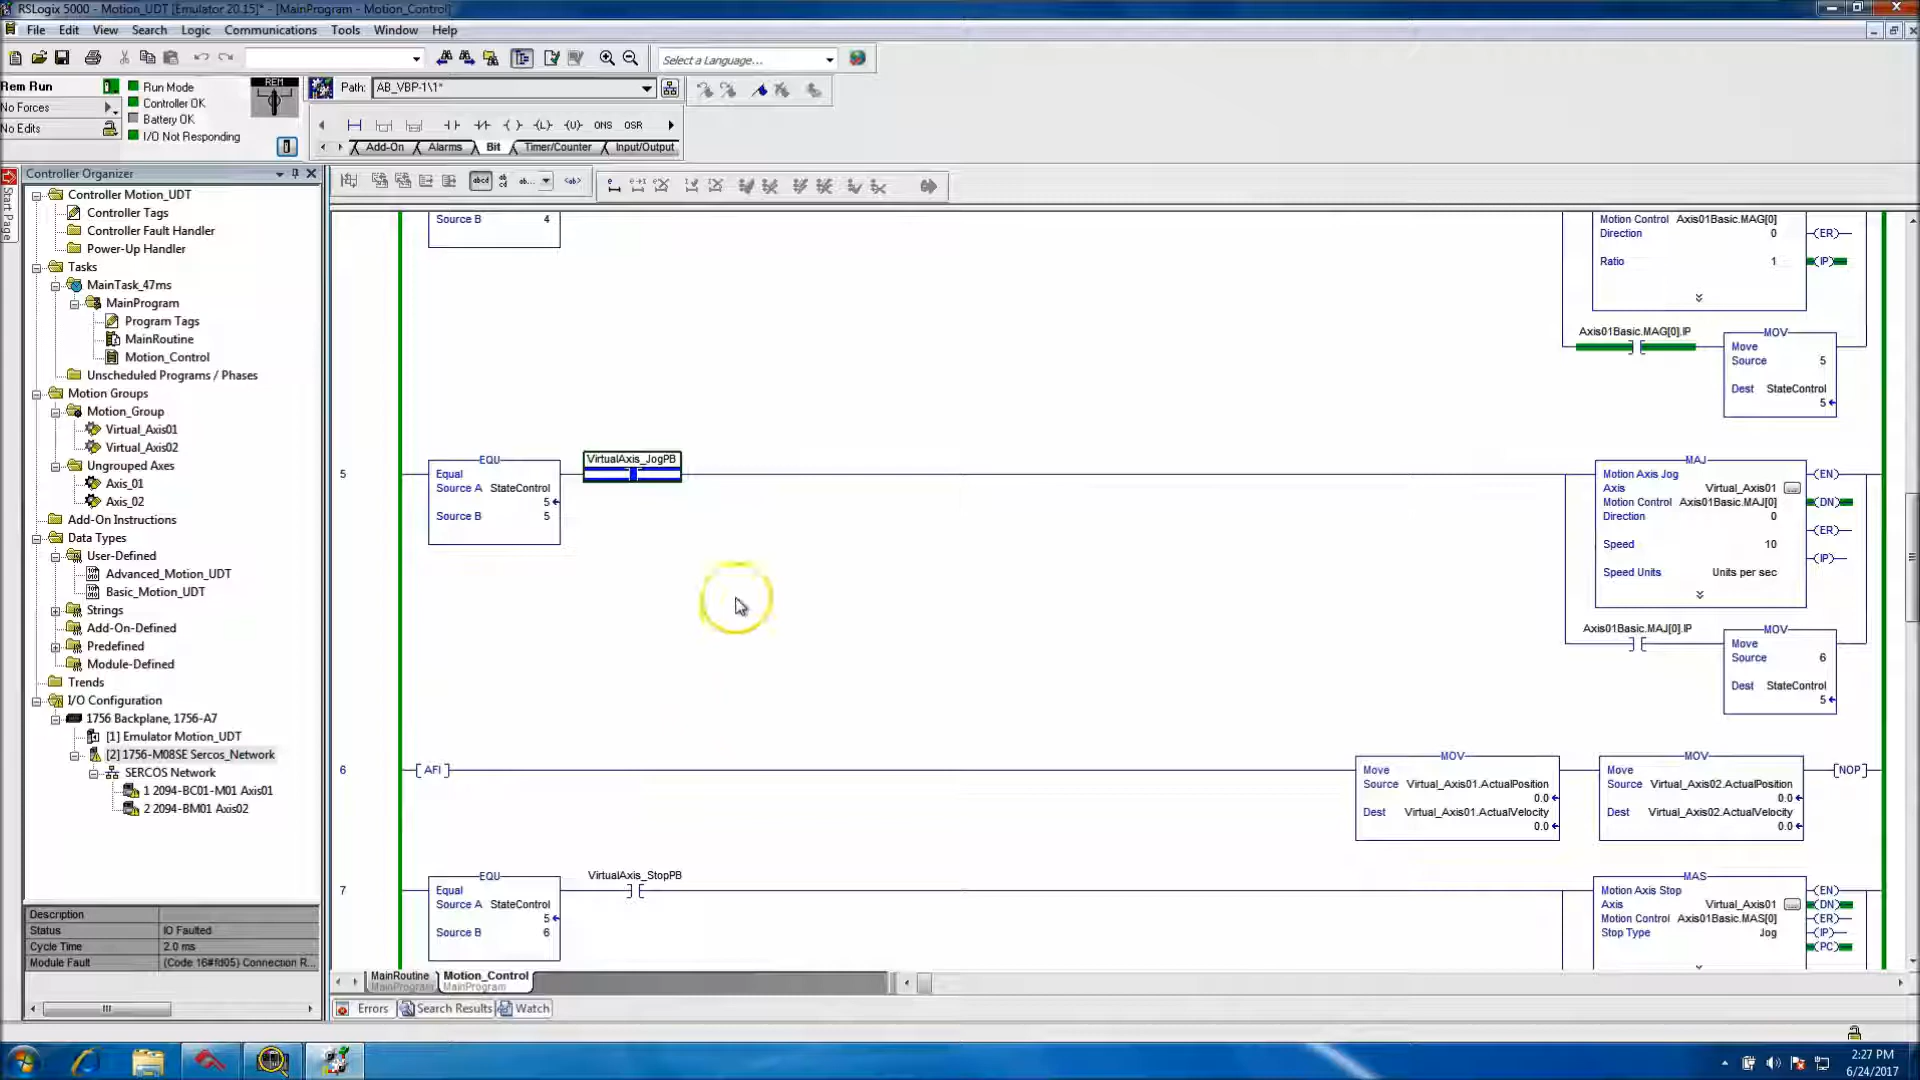 RSLogix 5000 - Motion_UDT [Emulator 20.15]* - [MainProgram - Motion_Control]
File Edit View Search Logic Communications Tools Window Help
Select a Language...
Rem Run
No Forces
No Edits
Run Mode
Controller OK
Battery OK
I/O Not Responding
REM
Path: AB_VBP-1\1*
(L) (U) ONS OSR
Add-On Alarms Bit Timer/Counter Input/Output
Start Page
Controller Organizer
Controller Motion_UDT
Controller Tags
Controller Fault Handler
Power-Up Handler
Tasks
MainTask_47ms
MainProgram
Program Tags
MainRoutine
Motion_Control
Unscheduled Programs / Phases
Motion Groups
Motion_Group
Virtual_Axis01
Virtual_Axis02
Ungrouped Axes
Axis_01
Axis_02
Add-On Instructions
Data Types
User-Defined
Advanced_Motion_UDT
Basic_Motion_UDT
Strings
Add-On-Defined
Predefined
Module-Defined
Trends
I/O Configuration
1756 Backplane, 1756-A7
[1] Emulator Motion_UDT
[2] 1756-M08SE Sercos_Network
SERCOS Network
1 2094-BC01-M01 Axis01
2 2094-BM01 Axis02
Description
Status IO Faulted
Cycle Time 2.0 ms
Module Fault (Code 16#fd05) Connection R...
abcd ab cd ab... <ab>
Source B 4
Motion Control Axis01Basic.MAG[0]
Direction 0
(ER)
Ratio 1
(IP)
Axis01Basic.MAG[0].IP
MOV
Move
Source 5
Dest StateControl
5
5
EQU
Equal
Source A StateControl
5
Source B 5
VirtualAxis_JogPB
MAJ
Motion Axis Jog
Axis Virtual_Axis01 ...
Motion Control Axis01Basic.MAJ[0]
Direction 0
Speed 10
Speed Units Units per sec
(EN)
(DN)
(ER)
(IP)
Axis01Basic.MAJ[0].IP
MOV
Move
Source 6
Dest StateControl
5
6
[AFI]
MOV
Move
Source Virtual_Axis01.ActualPosition
0.0
Dest Virtual_Axis01.ActualVelocity
0.0
MOV
Move
Source Virtual_Axis02.ActualPosition
0.0
Dest Virtual_Axis02.ActualVelocity
0.0
[NOP]
7
EQU
Equal
Source A StateControl
5
Source B 6
VirtualAxis_StopPB
MAS
Motion Axis Stop
Axis Virtual_Axis01 ...
Motion Control Axis01Basic.MAS[0]
Stop Type Jog
(EN)
(DN)
(ER)
(IP)
(PC)
MainRoutine
MainProgram
Motion_Control
MainProgram
Errors Search Results Watch
2:27 PM
6/24/2017